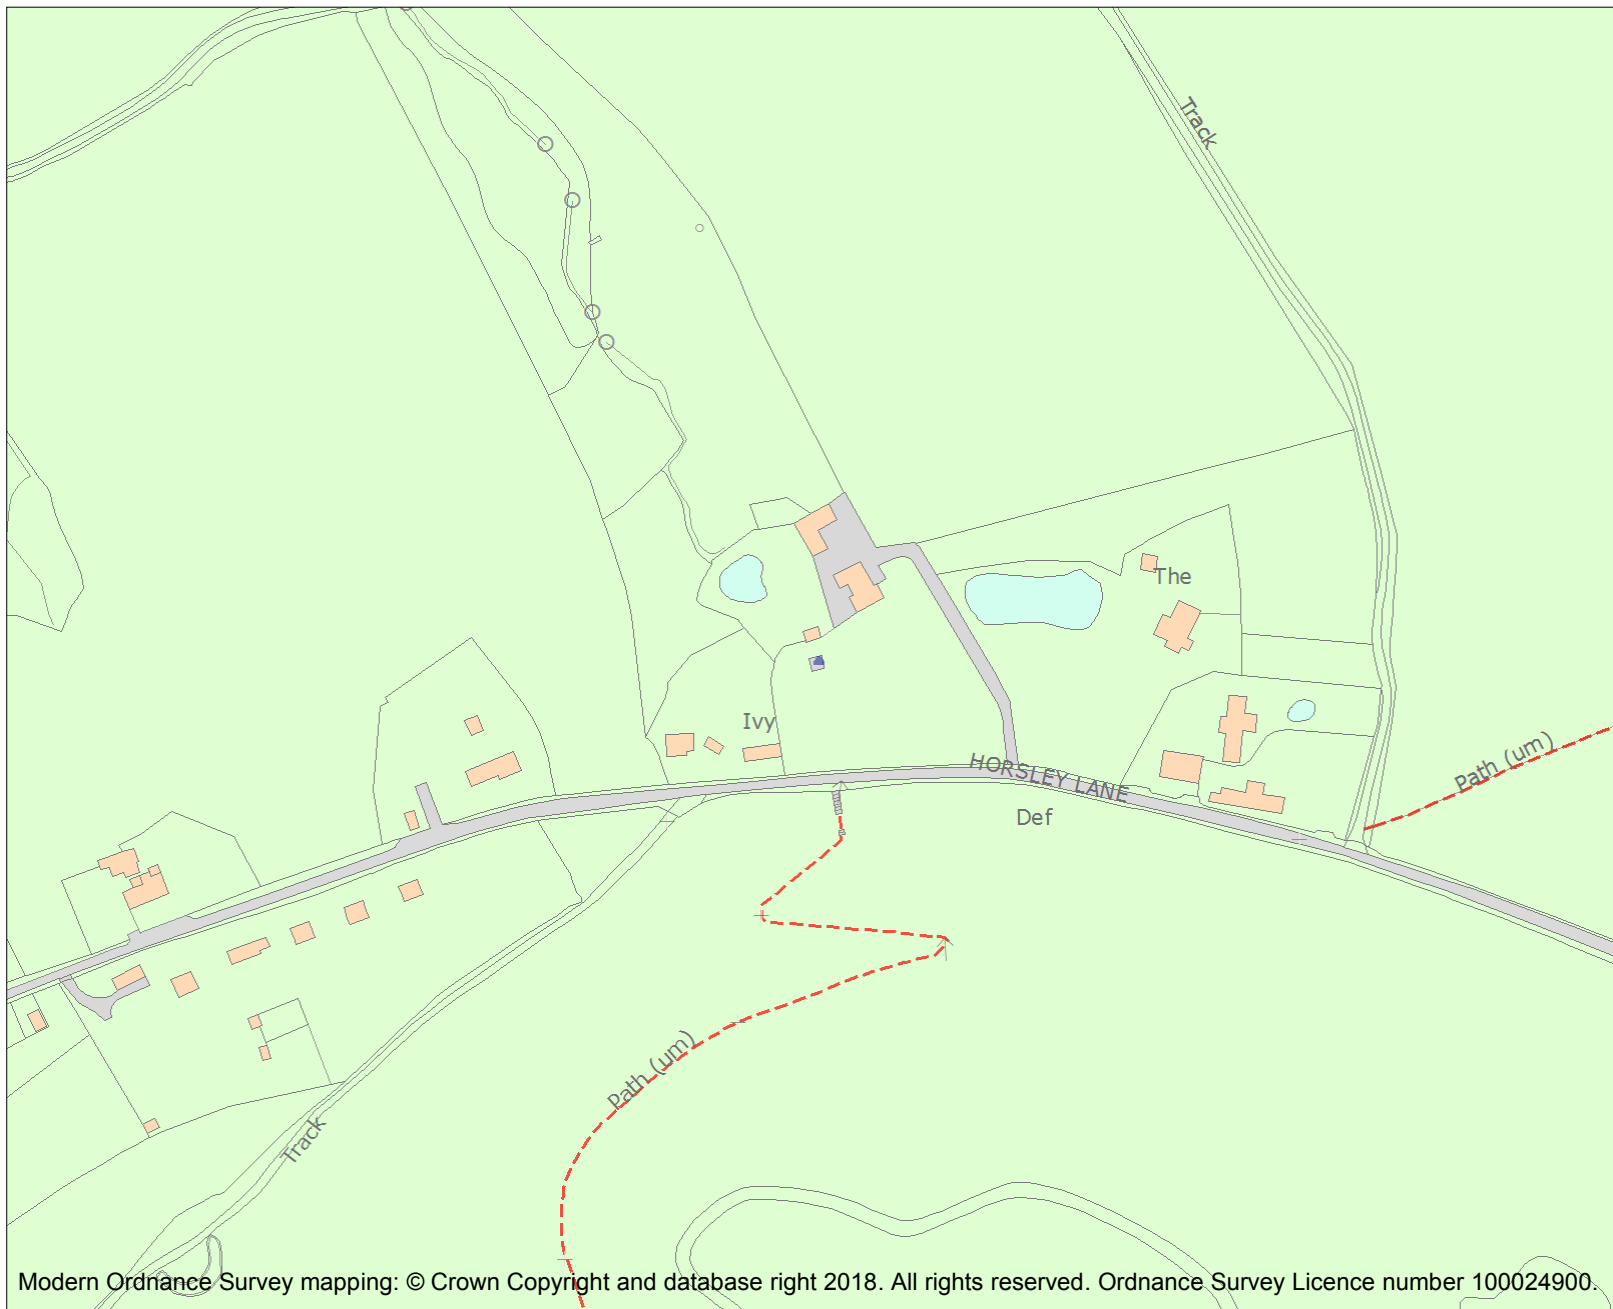 Track
The
Ivy
HORSLEY LANE
Path (um)
Def
Path (um)
Track
Modern Ordnance Survey mapping: © Crown Copyright and database right 2018. All rights reserved. Ordnance Survey Licence number 100024900.